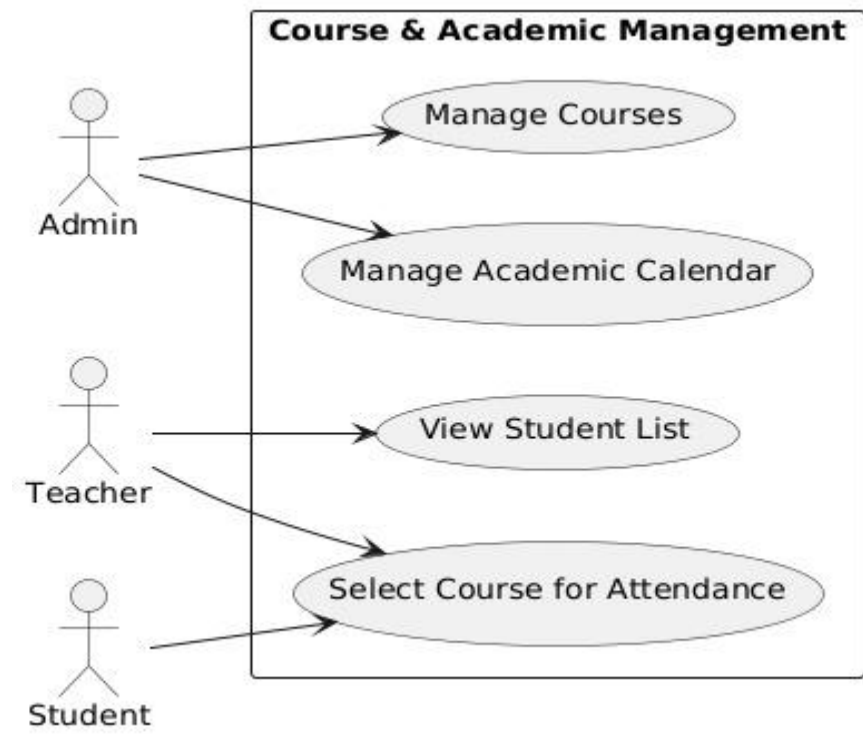 Course & Academic Management
Manage Courses
Admin
Manage Academic Calendar
View Student List
Teacher
Select Course for Attendance
Student